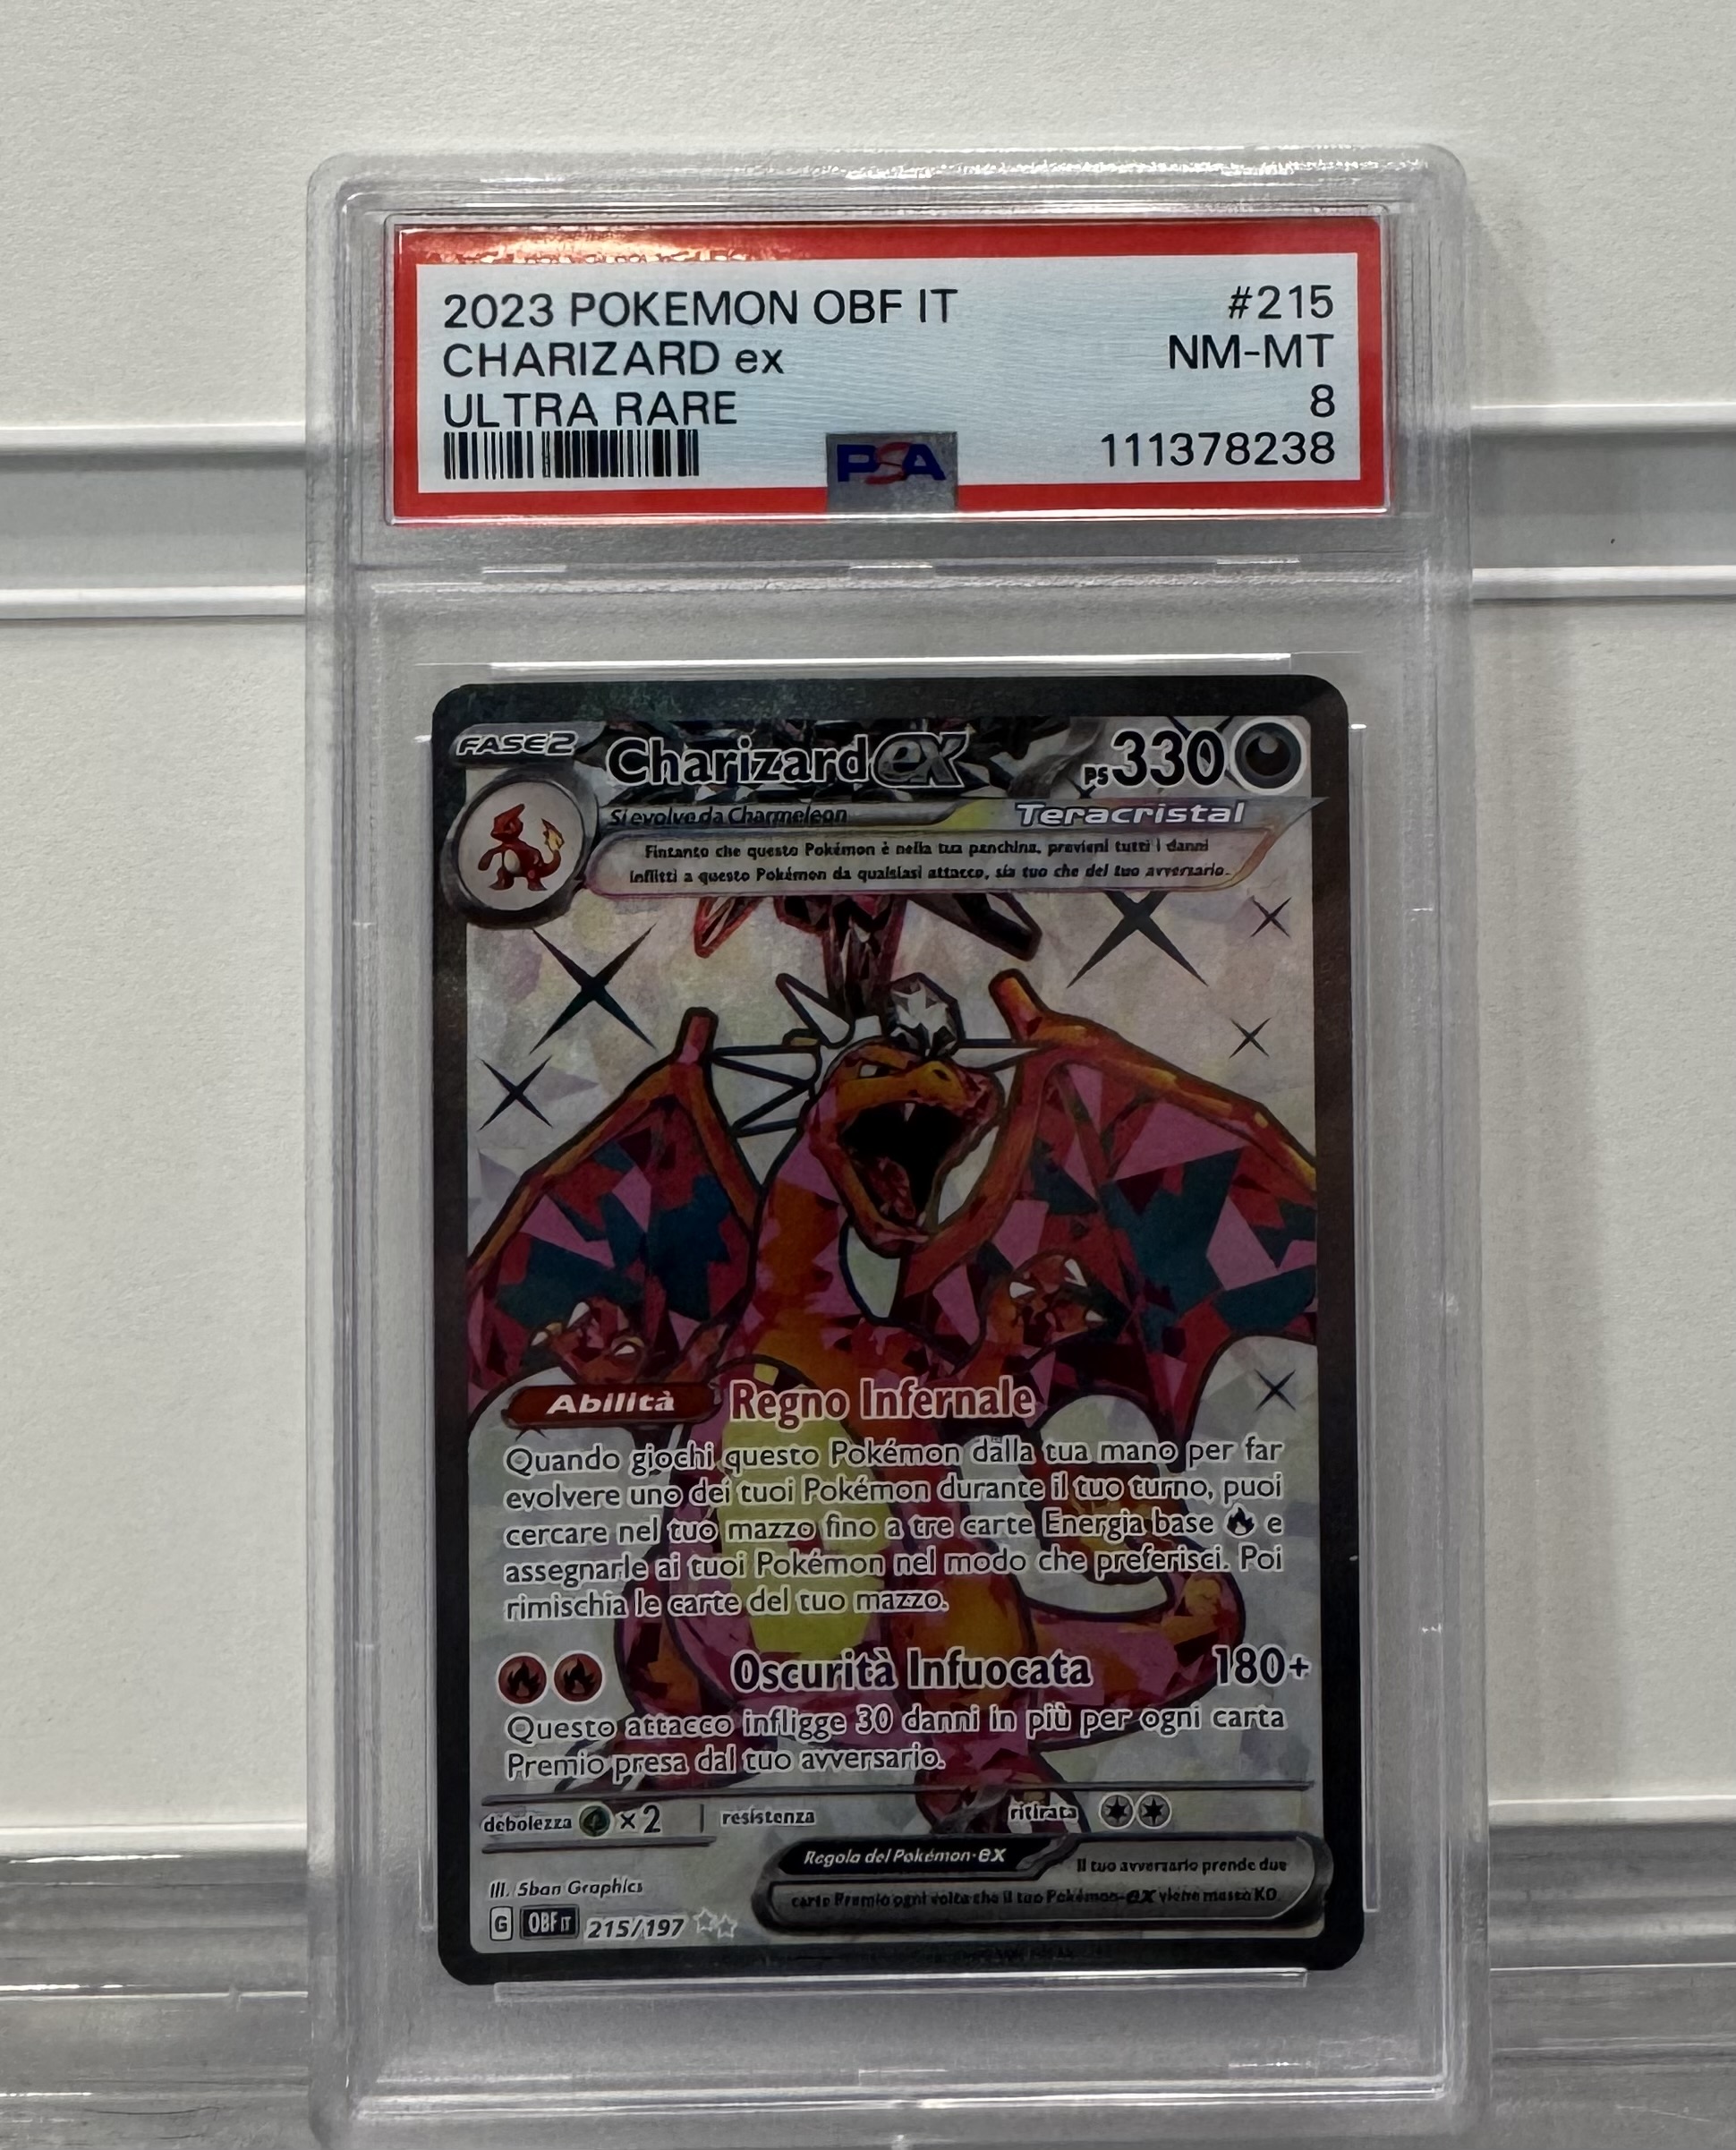 2023 POKEMON OBF IT #215
CHARIZARD ex NM-MT
ULTRA RARE 8
PSA 111378238
FASE 2 Charizard ex PS 330
Si evolve da Charmeleon Teracristal
Fintanto che questo Pokémon è nella tua panchina, previeni tutti i danni
inflitti a questo Pokémon da qualsiasi attacco, sia tuo che del tuo avversario.
Abilità Regno Infernale
Quando giochi questo Pokémon dalla tua mano per far
evolvere uno dei tuoi Pokémon durante il tuo turno, puoi
cercare nel tuo mazzo fino a tre carte Energia base e
assegnarle ai tuoi Pokémon nel modo che preferisci. Poi
rimischia le carte del tuo mazzo.
Oscurità Infuocata 180+
Questo attacco infligge 30 danni in più per ogni carta
Premio presa dal tuo avversario.
debolezza ×2 | resistenza ritirata
Regola dei Pokémon-ex Il tuo avversario prende due
carte Premio ogni volta che il tuo Pokémon-ex viene messo KO.
Ill. 5ban Graphics
G OBF IT 215/197